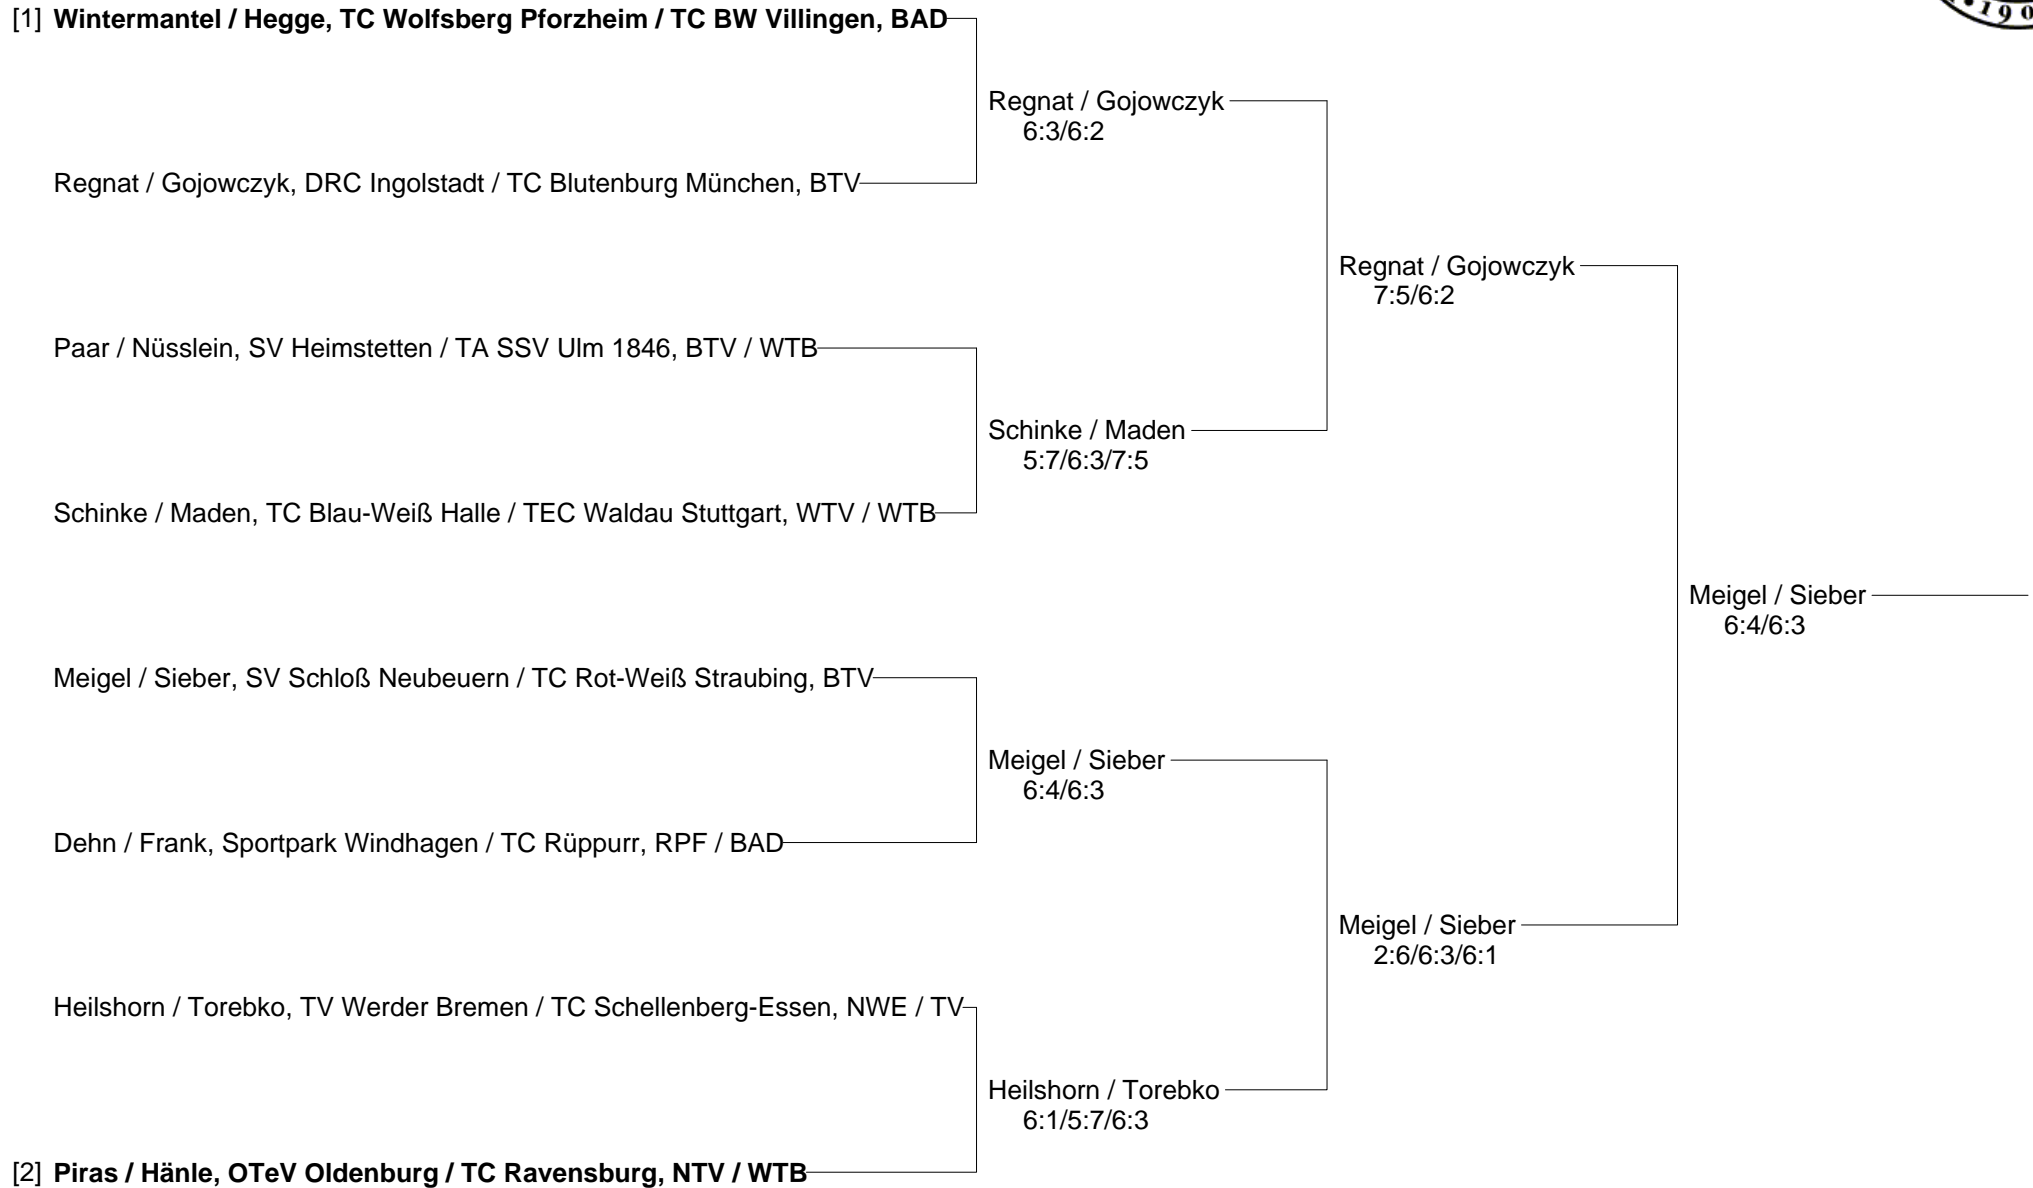 [1] Wintermantel / Hegge, TC Wolfsberg Pforzheim / TC BW Villingen, BAD
Regnat / Gojowczyk
6:3/6:2
Regnat / Gojowczyk, DRC Ingolstadt / TC Blutenburg München, BTV
Regnat / Gojowczyk
7:5/6:2
Paar / Nüsslein, SV Heimstetten / TA SSV Ulm 1846, BTV / WTB
Schinke / Maden
5:7/6:3/7:5
Schinke / Maden, TC Blau-Weiß Halle / TEC Waldau Stuttgart, WTV / WTB
Meigel / Sieber
6:4/6:3
Meigel / Sieber, SV Schloß Neubeuern / TC Rot-Weiß Straubing, BTV
Meigel / Sieber
6:4/6:3
Dehn / Frank, Sportpark Windhagen / TC Rüppurr, RPF / BAD
Meigel / Sieber
2:6/6:3/6:1
Heilshorn / Torebko, TV Werder Bremen / TC Schellenberg-Essen, NWE / TV
Heilshorn / Torebko
6:1/5:7/6:3
[2] Piras / Hänle, OTeV Oldenburg / TC Ravensburg, NTV / WTB